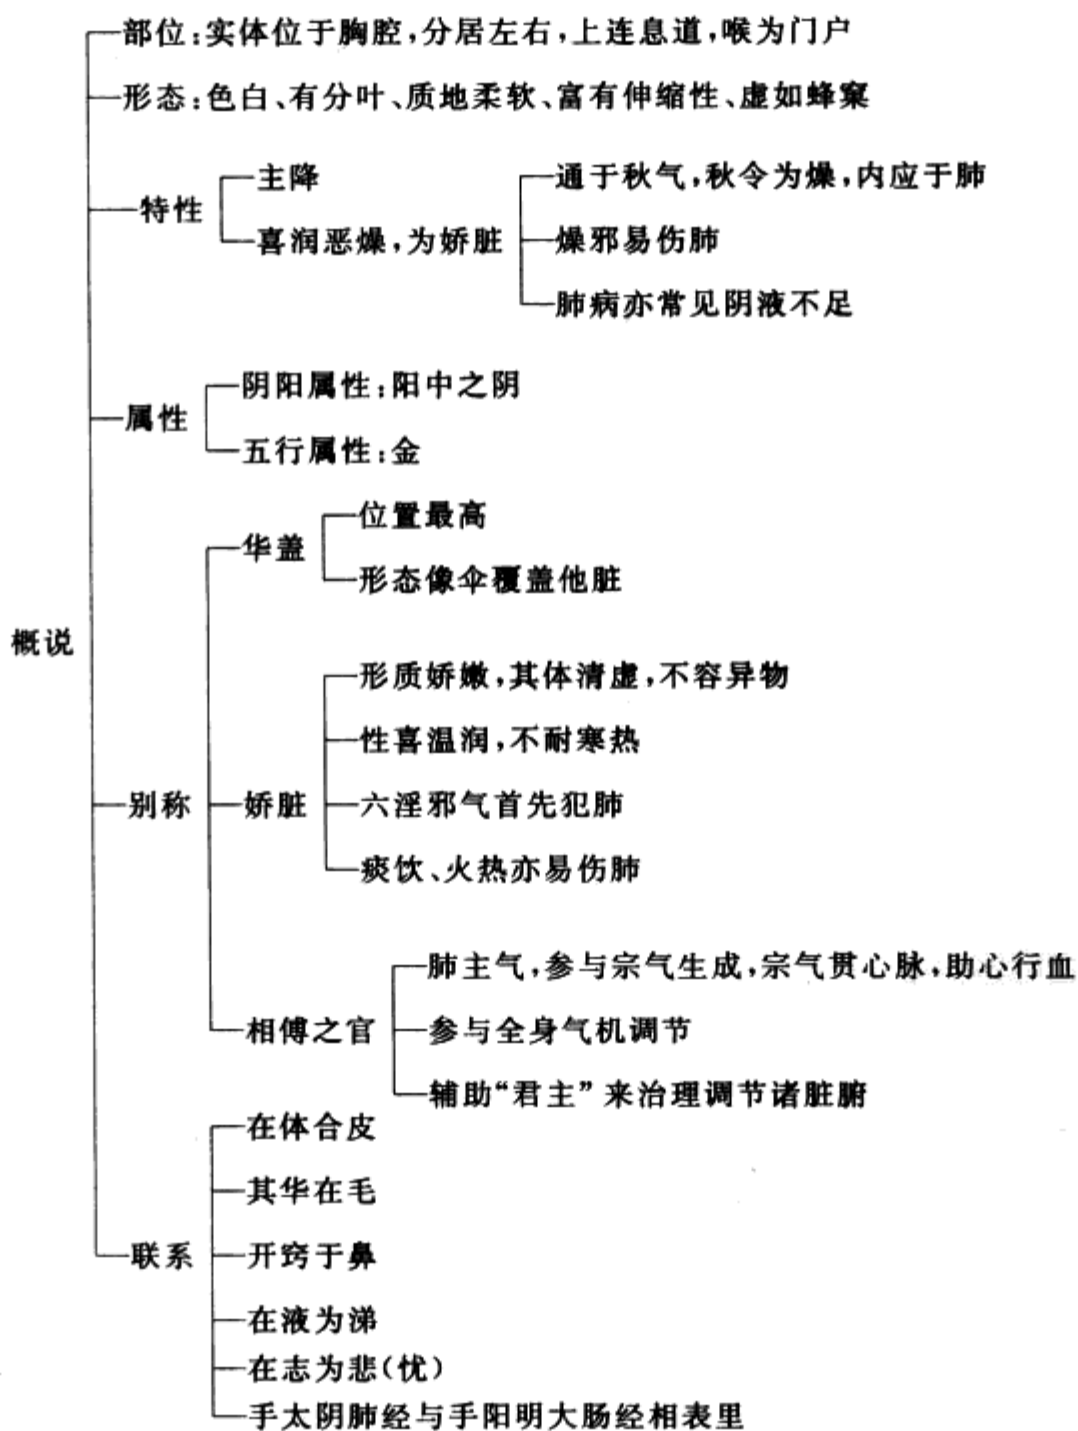 部位:实体位于胸腔,分居左右,上连息道,喉为门户
形态:色白、有分叶、质地柔软、富有伸缩性、虚如蜂窠
主降
通于秋气,秋令为燥,内应于肺
特性
喜润恶燥,为娇脏
燥邪易伤肺
肺病亦常见阴液不足
阴阳属性:阳中之阴
属性
五行属性:金
位置最高
华盖
形态像伞覆盖他脏
概说
形质娇嫩,其体清虚,不容异物
性喜温润,不耐寒热
别称
娇脏
六淫邪气首先犯肺
痰饮、火热亦易伤肺
肺主气,参与宗气生成,宗气贯心脉,助心行血
相傅之官
参与全身气机调节
辅助“君主”来治理调节诸脏腑
在体合皮
其华在毛
联系
开窍于鼻
在液为涕
在志为悲(忧)
手太阴肺经与手阳明大肠经相表里